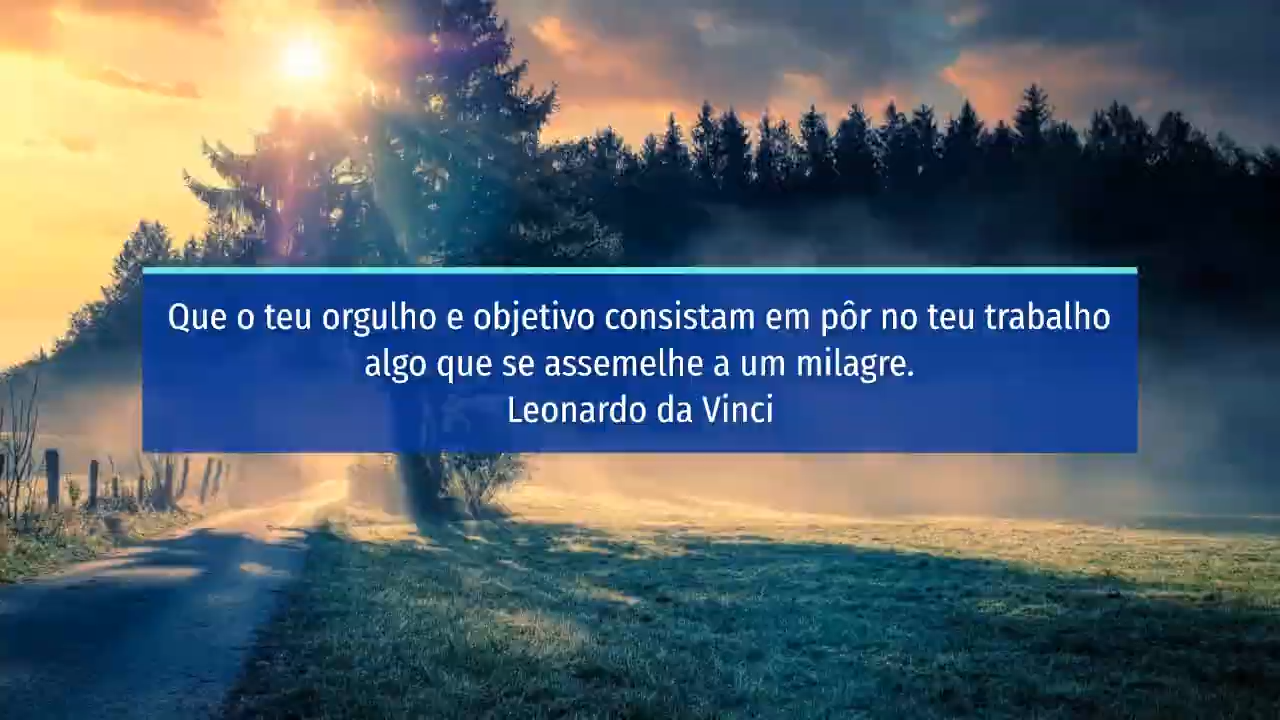 Que o teu orgulho e objetivo consistam em pôr no teu trabalho
algo que se assemelhe a um milagre.
Leonardo da Vinci